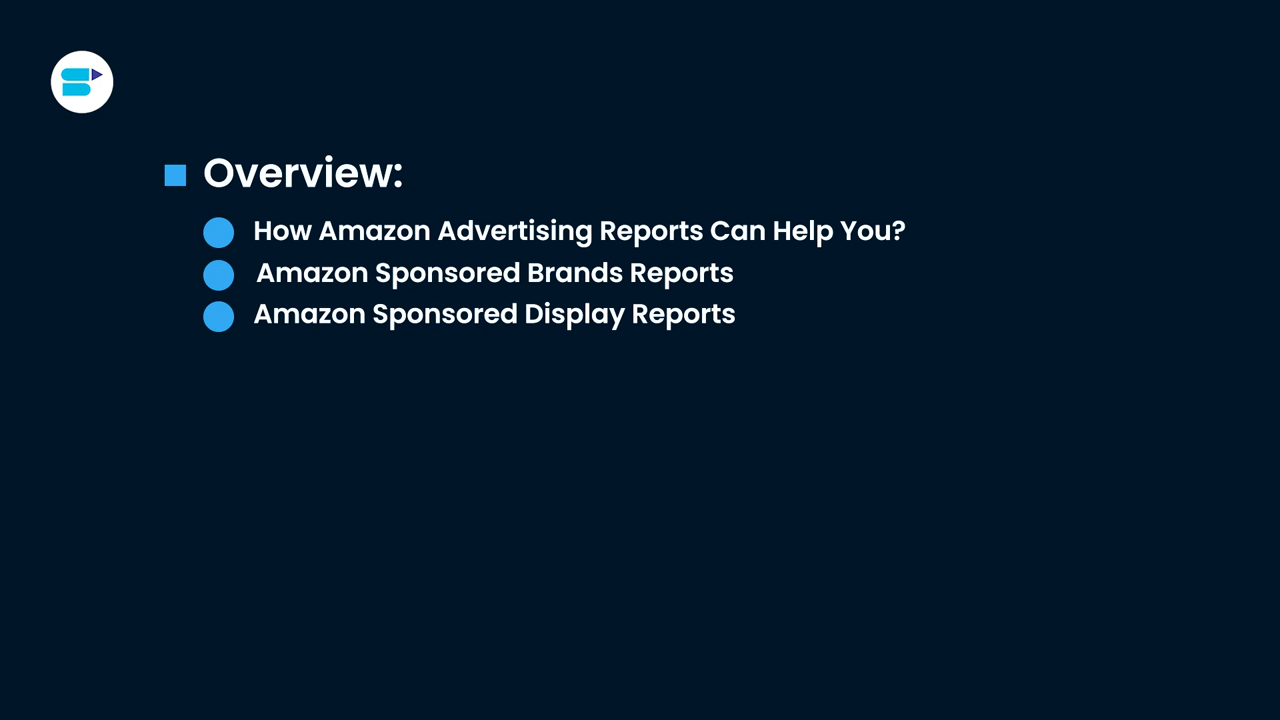 Overview:
How Amazon Advertising Reports Can Help You?
Amazon Sponsored Brands Reports
Amazon Sponsored Display Reports